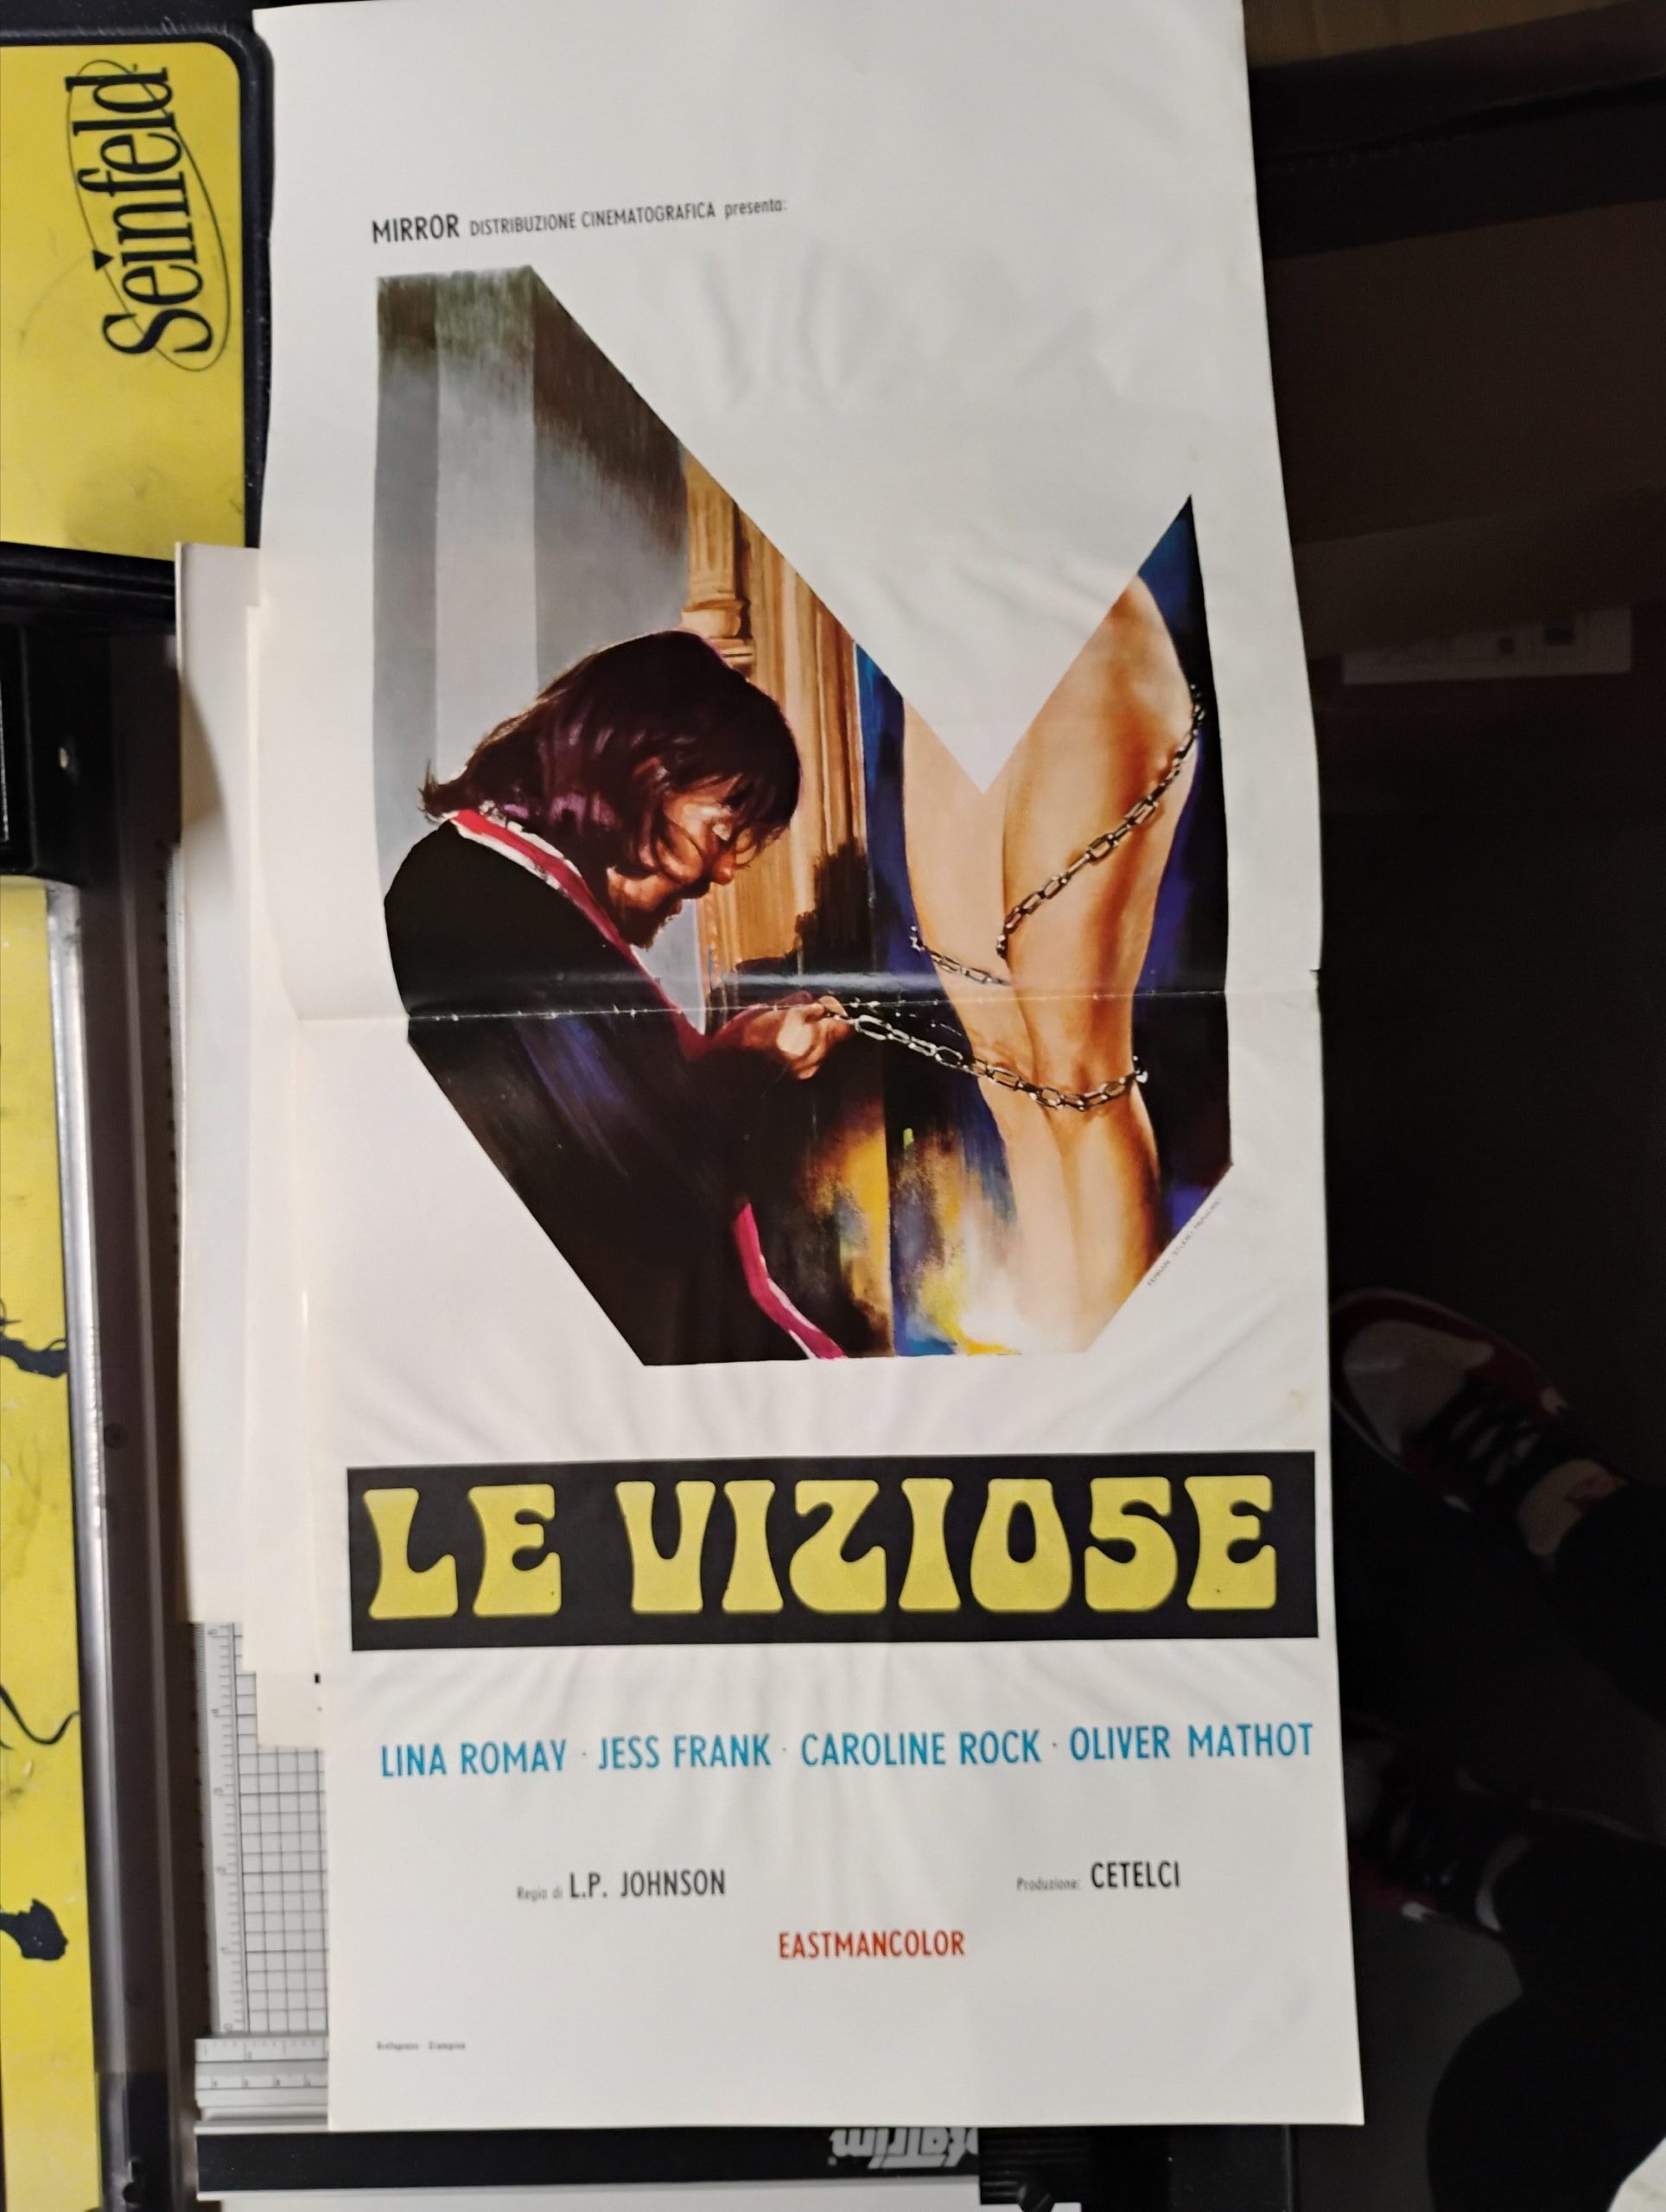 Seinfeld
MIRROR DISTRIBUZIONE CINEMATOGRAFICA presenta:
LE VIZIOSE
LINA ROMAY · JESS FRANK · CAROLINE ROCK · OLIVER MATHOT
Regia di L.P. JOHNSON
Produzione: CETELCI
EASTMANCOLOR